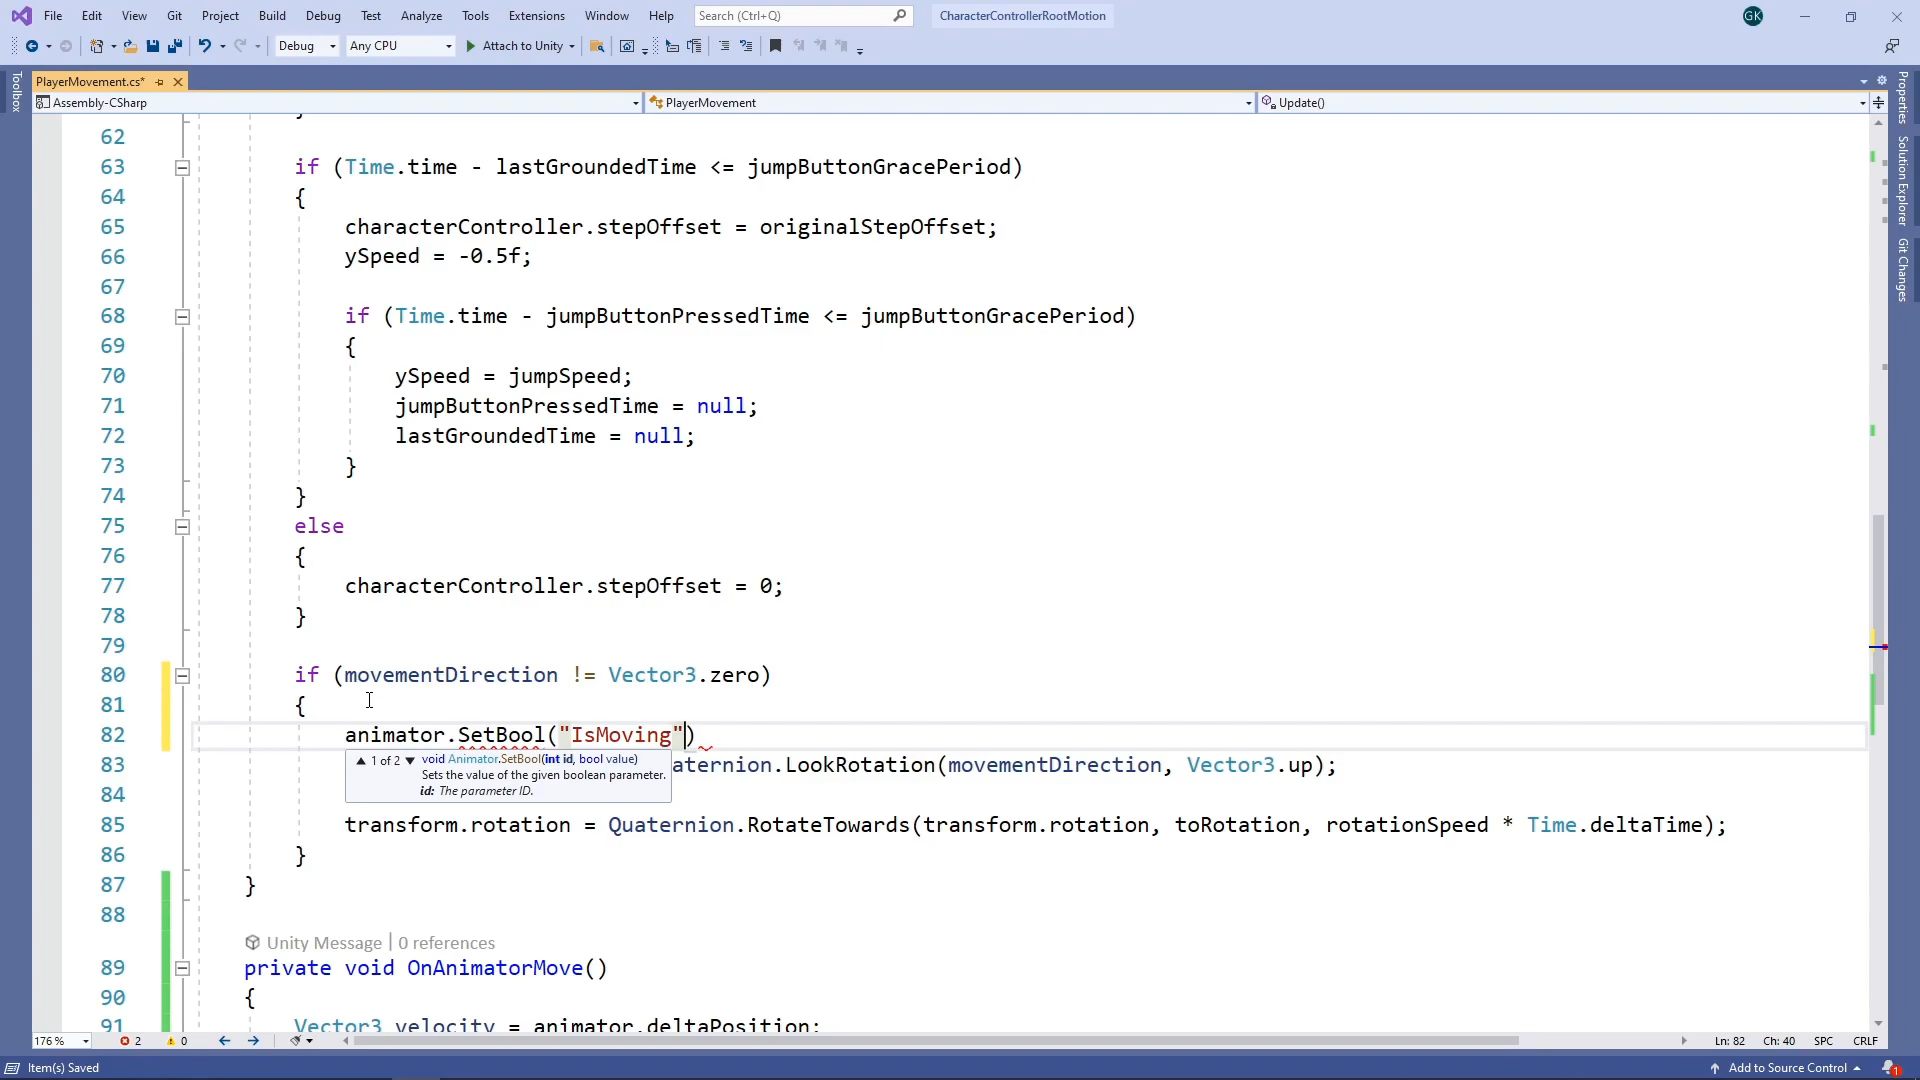 File Edit View Git Project Build Debug Test Analyze Tools Extensions Window Help Search (Ctrl+Q) CharacterControllerRootMotion GK
Debug Any CPU Attach to Unity
PlayerMovement.cs*
Assembly-CSharp PlayerMovement Update()
Toolbox
Properties
Solution Explorer
Git Changes
62
63 if (Time.time - lastGroundedTime <= jumpButtonGracePeriod)
64 {
65 characterController.stepOffset = originalStepOffset;
66 ySpeed = -0.5f;
67
68 if (Time.time - jumpButtonPressedTime <= jumpButtonGracePeriod)
69 {
70 ySpeed = jumpSpeed;
71 jumpButtonPressedTime = null;
72 lastGroundedTime = null;
73 }
74 }
75 else
76 {
77 characterController.stepOffset = 0;
78 }
79
80 if (movementDirection != Vector3.zero)
81 {
82 animator.SetBool("IsMoving")
1 of 2 void Animator.SetBool(int id, bool value)
Sets the value of the given boolean parameter.
id: The parameter ID.
83 aternion.LookRotation(movementDirection, Vector3.up);
84
85 transform.rotation = Quaternion.RotateTowards(transform.rotation, toRotation, rotationSpeed * Time.deltaTime);
86 }
87 }
88
Unity Message | 0 references
89 private void OnAnimatorMove()
90 {
91 Vector3 velocity = animator.deltaPosition;
176 % 2 0 Ln: 82 Ch: 40 SPC CRLF
Item(s) Saved Add to Source Control 1